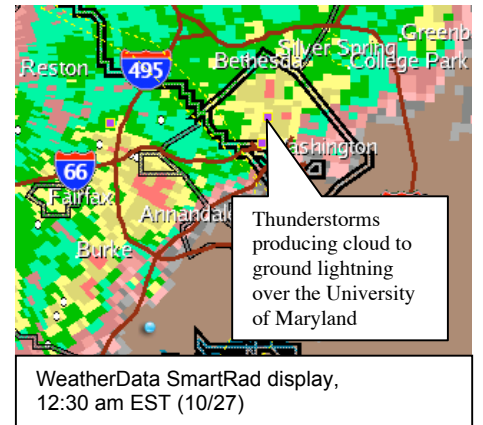 Greenb
Silver Spring
Bethesda
College Park
Reston
495
Washington
66
Fairfax
Annandale
Burke
Thunderstorms
producing cloud to
ground lightning
over the University
of Maryland
WeatherData SmartRad display,
12:30 am EST (10/27)